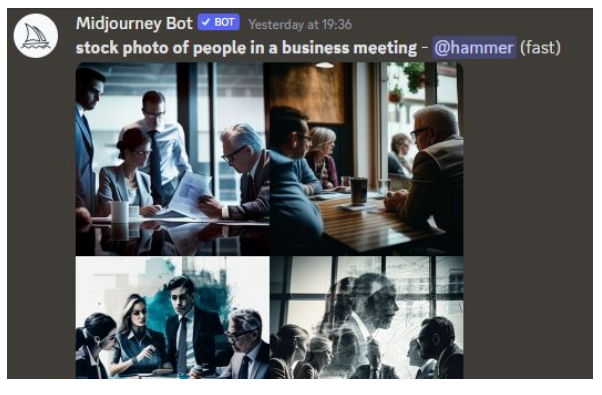 Midjourney Bot ✓ BOT Yesterday at 19:36
stock photo of people in a business meeting - @hammer (fast)